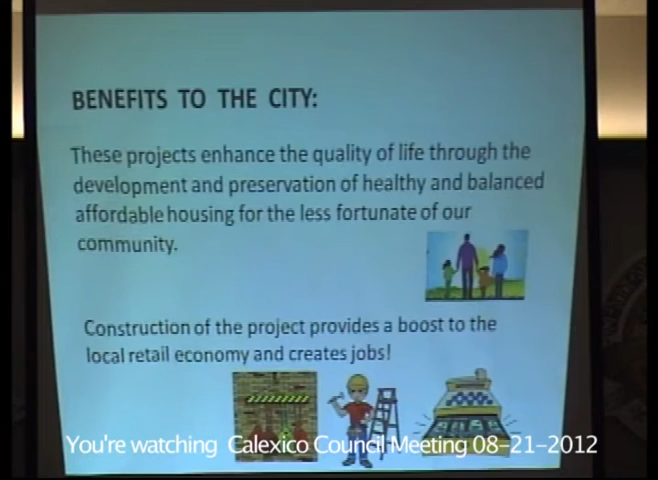 BENEFITS TO THE CITY:
These projects enhance the quality of life through the
development and preservation of healthy and balanced
affordable housing for the less fortunate of our
community.
Construction of the project provides a boost to the
local retail economy and creates jobs!
You're watching Calexico Council Meeting 08-21-2012